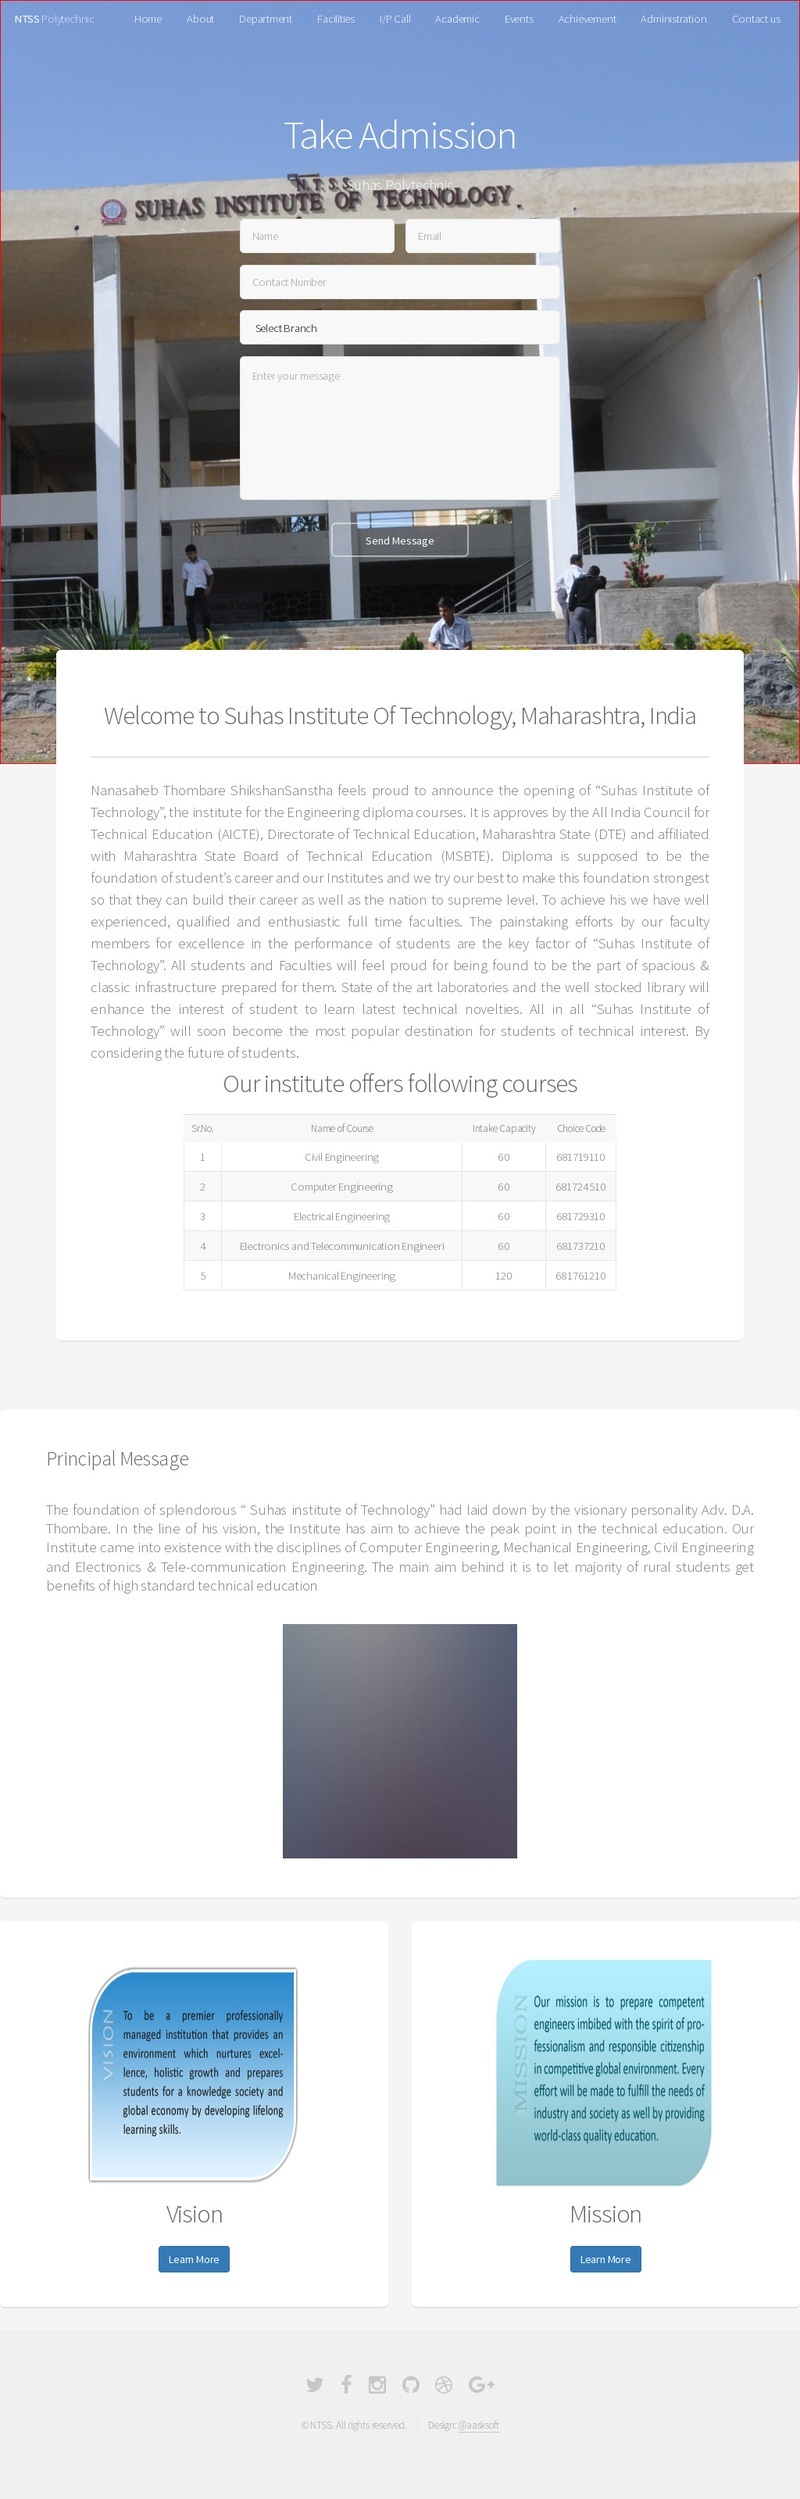 NTSS Polytechnic Home About Department Facilities I/P Call Academic Events Achievement Administration Contact us
Take Admission
N. T. S. S.
Suhas Polytechnic
SUHAS INSTITUTE OF TECHNOLOGY.
Name Email
Contact Number
Select Branch
Enter your message
Send Message
Welcome to Suhas Institute Of Technology, Maharashtra, India
Nanasaheb Thombare ShikshanSanstha feels proud to announce the opening of “Suhas Institute of
Technology”, the institute for the Engineering diploma courses. It is approves by the All India Council for
Technical Education (AICTE), Directorate of Technical Education, Maharashtra State (DTE) and affiliated
with Maharashtra State Board of Technical Education (MSBTE). Diploma is supposed to be the
foundation of student’s career and our Institutes and we try our best to make this foundation strongest
so that they can build their career as well as the nation to supreme level. To achieve his we have well
experienced, qualified and enthusiastic full time faculties. The painstaking efforts by our faculty
members for excellence in the performance of students are the key factor of “Suhas Institute of
Technology”. All students and Faculties will feel proud for being found to be the part of spacious &
classic infrastructure prepared for them. State of the art laboratories and the well stocked library will
enhance the interest of student to learn latest technical novelties. All in all “Suhas Institute of
Technology” will soon become the most popular destination for students of technical interest. By
considering the future of students.
Our institute offers following courses
Sr.No. Name of Course Intake Capacity Choice Code
1 Civil Engineering 60 681719110
2 Computer Engineering 60 681724510
3 Electrical Engineering 60 681729310
4 Electronics and Telecommunication Engineeri 60 681737210
5 Mechanical Engineering 120 681761210
Principal Message
The foundation of splendorous “ Suhas institute of Technology” had laid down by the visionary personality Adv. D.A.
Thombare. In the line of his vision, the Institute has aim to achieve the peak point in the technical education. Our
Institute came into existence with the disciplines of Computer Engineering, Mechanical Engineering, Civil Engineering
and Electronics & Tele-communication Engineering. The main aim behind it is to let majority of rural students get
benefits of high standard technical education
VISION
To be a premier professionally
managed institution that provides an
environment which nurtures excel-
lence, holistic growth and prepares
students for a knowledge society and
global economy by developing lifelong
learning skills.
Vision
Learn More
MISSION
Our mission is to prepare competent
engineers imbibed with the spirit of pro-
fessionalism and responsible citizenship
in competitive global environment. Every
effort will be made to fulfill the needs of
industry and society as well by providing
world-class quality education.
Mission
Learn More
© NTSS. All rights reserved. Design: @aasksoft